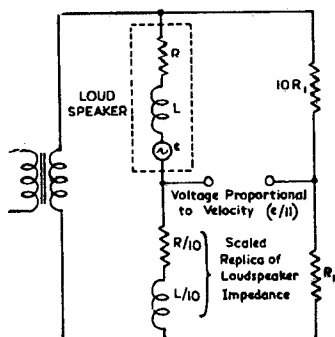 R
10R₁
LOUD
SPEAKER
L
e
Voltage Proportional
to Velocity (e/11)
R/10
Scaled
Replica of
Loudspeaker
Impedance
L/10
R₁